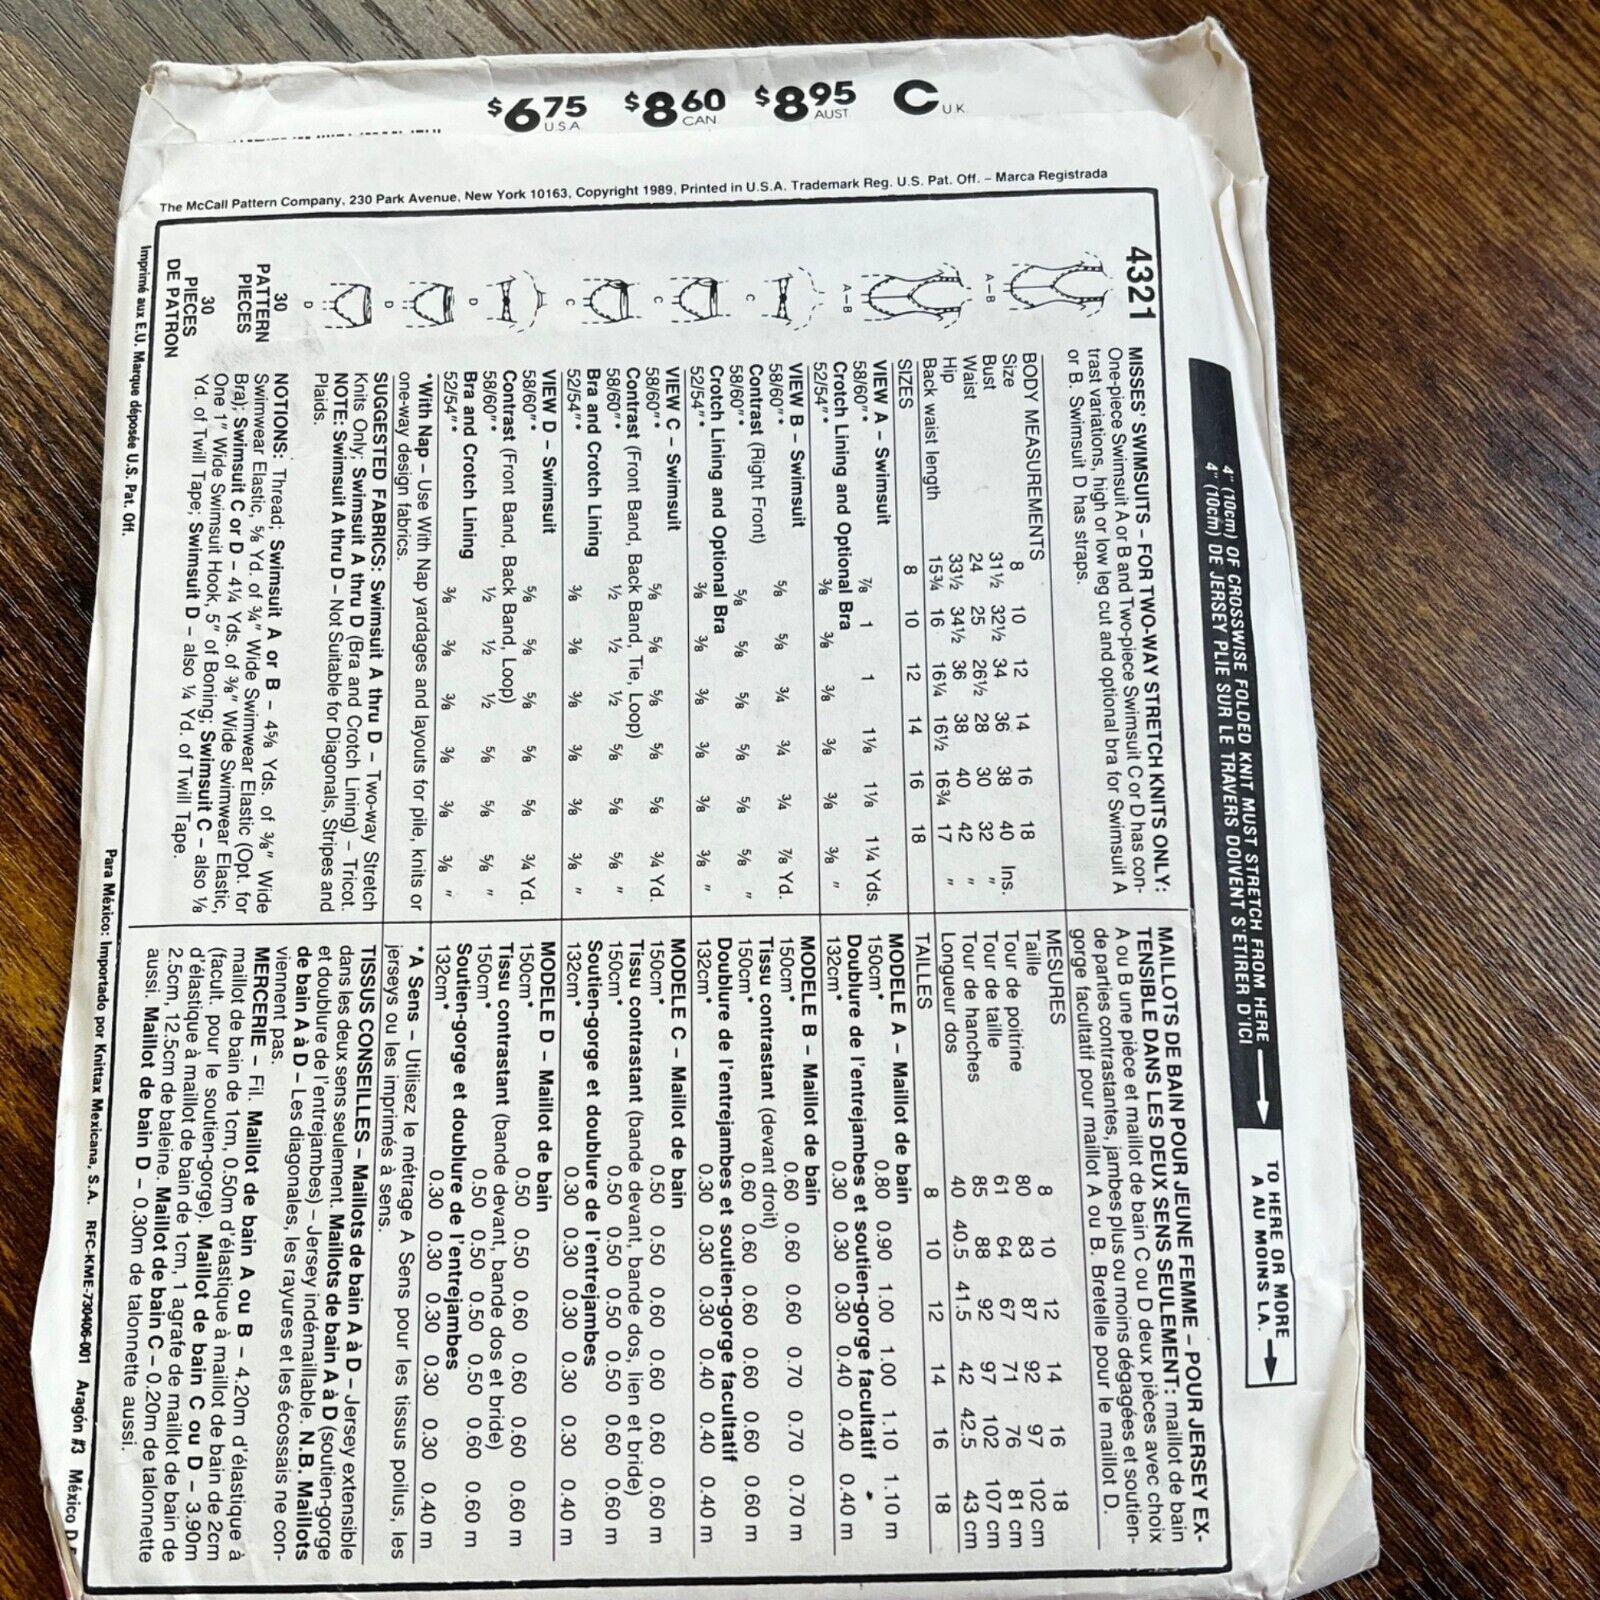 $6.75 U.S.A. $8.60 CAN $8.95 AUST. C U.K.
The McCall Pattern Company, 230 Park Avenue, New York 10163, Copyright 1989, Printed in U.S.A. Trademark Reg. U.S. Pat. Off. – Marca Registrada
4" (10cm) OF CROSSWISE FOLDED KNIT MUST STRETCH FROM HERE
4" (10cm) DE JERSEY PLIE SUR LE TRAVERS DOIVENT S'ETIRER D'ICI
TO HERE OR MORE
A AU MOINS LA.
4321
A–B
A–B
C
C
C
D
D
D
30
PATTERN
PIECES
30
PIECES
DE PATRON
MISSES' SWIMSUITS – FOR TWO-WAY STRETCH KNITS ONLY:
One-piece Swimsuit A or B and Two-piece Swimsuit C or D has con-
trast variations, high or low leg cut and optional bra for Swimsuit A
or B. Swimsuit D has straps.
BODY MEASUREMENTS
Size 8 10 12 14 16 18
Bust 31½ 32½ 34 36 38 40 Ins.
Waist 24 25 26½ 28 30 32 "
Hip 33½ 34½ 36 38 40 42 "
Back waist length 15¾ 16 16¼ 16½ 16¾ 17 "
SIZES 8 10 12 14 16 18
VIEW A – Swimsuit
58/60"* ⅞ 1 1 1⅛ 1⅛ 1¼ Yds.
Crotch Lining and Optional Bra
52/54"* ⅜ ⅜ ⅜ ⅜ ⅜ ⅜ "
VIEW B – Swimsuit
58/60"* ⅝ ⅝ ¾ ¾ ¾ ⅞ Yd.
Contrast (Right Front)
58/60"* ⅝ ⅝ ⅝ ⅝ ⅝ ⅝ "
Crotch Lining and Optional Bra
52/54"* ⅜ ⅜ ⅜ ⅜ ⅜ ⅜ "
VIEW C – Swimsuit
58/60"* ⅝ ⅝ ⅝ ⅝ ⅝ ¾ Yd.
Contrast (Front Band, Back Band, Tie, Loop)
58/60"* ½ ½ ½ ⅝ ⅝ ⅝ "
Bra and Crotch Lining
52/54"* ⅜ ⅜ ⅜ ⅜ ⅜ ⅜ "
VIEW D – Swimsuit
58/60"* ⅝ ⅝ ⅝ ⅝ ⅝ ¾ Yd.
Contrast (Front Band, Back Band, Loop)
58/60"* ½ ½ ½ ⅝ ⅝ ⅝ "
Bra and Crotch Lining
52/54"* ⅜ ⅜ ⅜ ⅜ ⅜ ⅜ "
*With Nap – Use With Nap yardages and layouts for pile, knits or
one-way design fabrics.
SUGGESTED FABRICS: Swimsuit A thru D – Two-way Stretch
Knits Only; Swimsuit A thru D (Bra and Crotch Lining) – Tricot.
NOTE: Swimsuit A thru D – Not Suitable for Diagonals, Stripes and
Plaids.
NOTIONS: Thread; Swimsuit A or B – 4⅝ Yds. of ⅜" Wide
Swimwear Elastic, ⅝ Yd. of ¾" Wide Swimwear Elastic (Opt. for
Bra); Swimsuit C or D – 4¼ Yds. of ⅜" Wide Swimwear Elastic,
One 1" Wide Swimsuit Hook, 5" of Boning; Swimsuit C – also ⅛
Yd. of Twill Tape; Swimsuit D – also ¼ Yd. of Twill Tape.
MAILLOTS DE BAIN POUR JEUNE FEMME – POUR JERSEY EX-
TENSIBLE DANS LES DEUX SENS SEULEMENT: maillot de bain
A ou B une pièce et maillot de bain C ou D deux pièces avec choix
de parties contrastantes, jambes plus ou moins dégagées et soutien-
gorge facultatif pour maillot A ou B. Bretelle pour le maillot D.
MESURES
Taille 8 10 12 14 16 18
Tour de poitrine 80 83 87 92 97 102 cm
Tour de taille 61 64 67 71 76 81 cm
Tour de hanches 85 88 92 97 102 107 cm
Longueur dos 40 40.5 41.5 42 42.5 43 cm
TAILLES 8 10 12 14 16 18
MODELE A – Maillot de bain
150cm* 0.80 0.90 1.00 1.00 1.10 1.10 m
Doublure de l'entrejambes et soutien-gorge facultatif
132cm* 0.30 0.30 0.30 0.40 0.40 0.40 m
MODELE B – Maillot de bain
150cm* 0.60 0.60 0.60 0.70 0.70 0.70 m
Tissu contrastant (devant droit)
150cm* 0.60 0.60 0.60 0.60 0.60 0.60 m
Doublure de l'entrejambes et soutien-gorge facultatif
132cm* 0.30 0.30 0.30 0.40 0.40 0.40 m
MODELE C – Maillot de bain
150cm* 0.50 0.50 0.60 0.60 0.60 0.60 m
Tissu contrastant (bande devant, bande dos, lien et bride)
150cm* 0.50 0.50 0.50 0.50 0.60 0.60 m
Soutien-gorge et doublure de l'entrejambes
132cm* 0.30 0.30 0.30 0.30 0.30 0.40 m
MODELE D – Maillot de bain
150cm* 0.50 0.50 0.60 0.60 0.60 0.60 m
Tissu contrastant (bande devant, bande dos et bride)
150cm* 0.50 0.50 0.50 0.50 0.60 0.60 m
Soutien-gorge et doublure de l'entrejambes
132cm* 0.30 0.30 0.30 0.30 0.30 0.40 m
*A Sens – Utilisez le métrage A Sens pour les tissus poilus, les
jerseys ou les imprimés à sens.
TISSUS CONSEILLES – Maillots de bain A à D – Jersey extensible
dans les deux sens seulement. Maillots de bain A à D (soutien-gorge
et doublure de l'entrejambes) – Jersey indémaillable. N.B. Maillots
de bain A à D – Les diagonales, les rayures et les écossais ne con-
viennent pas.
MERCERIE – Fil. Maillot de bain A ou B – 4.20m d'élastique à
maillot de bain de 1cm, 0.50m d'élastique à maillot de bain de 2cm
(facult. pour le soutien-gorge). Maillot de bain C ou D – 3.90m
d'élastique à maillot de bain de 1cm, 1 agrafe de maillot de bain de
2.5cm, 12.5cm de baleine. Maillot de bain C – 0.20m de talonnette
aussi. Maillot de bain D – 0.30m de talonnette aussi.
Imprimé aux E.U. Marque déposée U.S. Pat. Off.
Para México: Importado por Knittax Mexicana, S.A. RFC-KME-730406-001 Aragón #3 México D.F